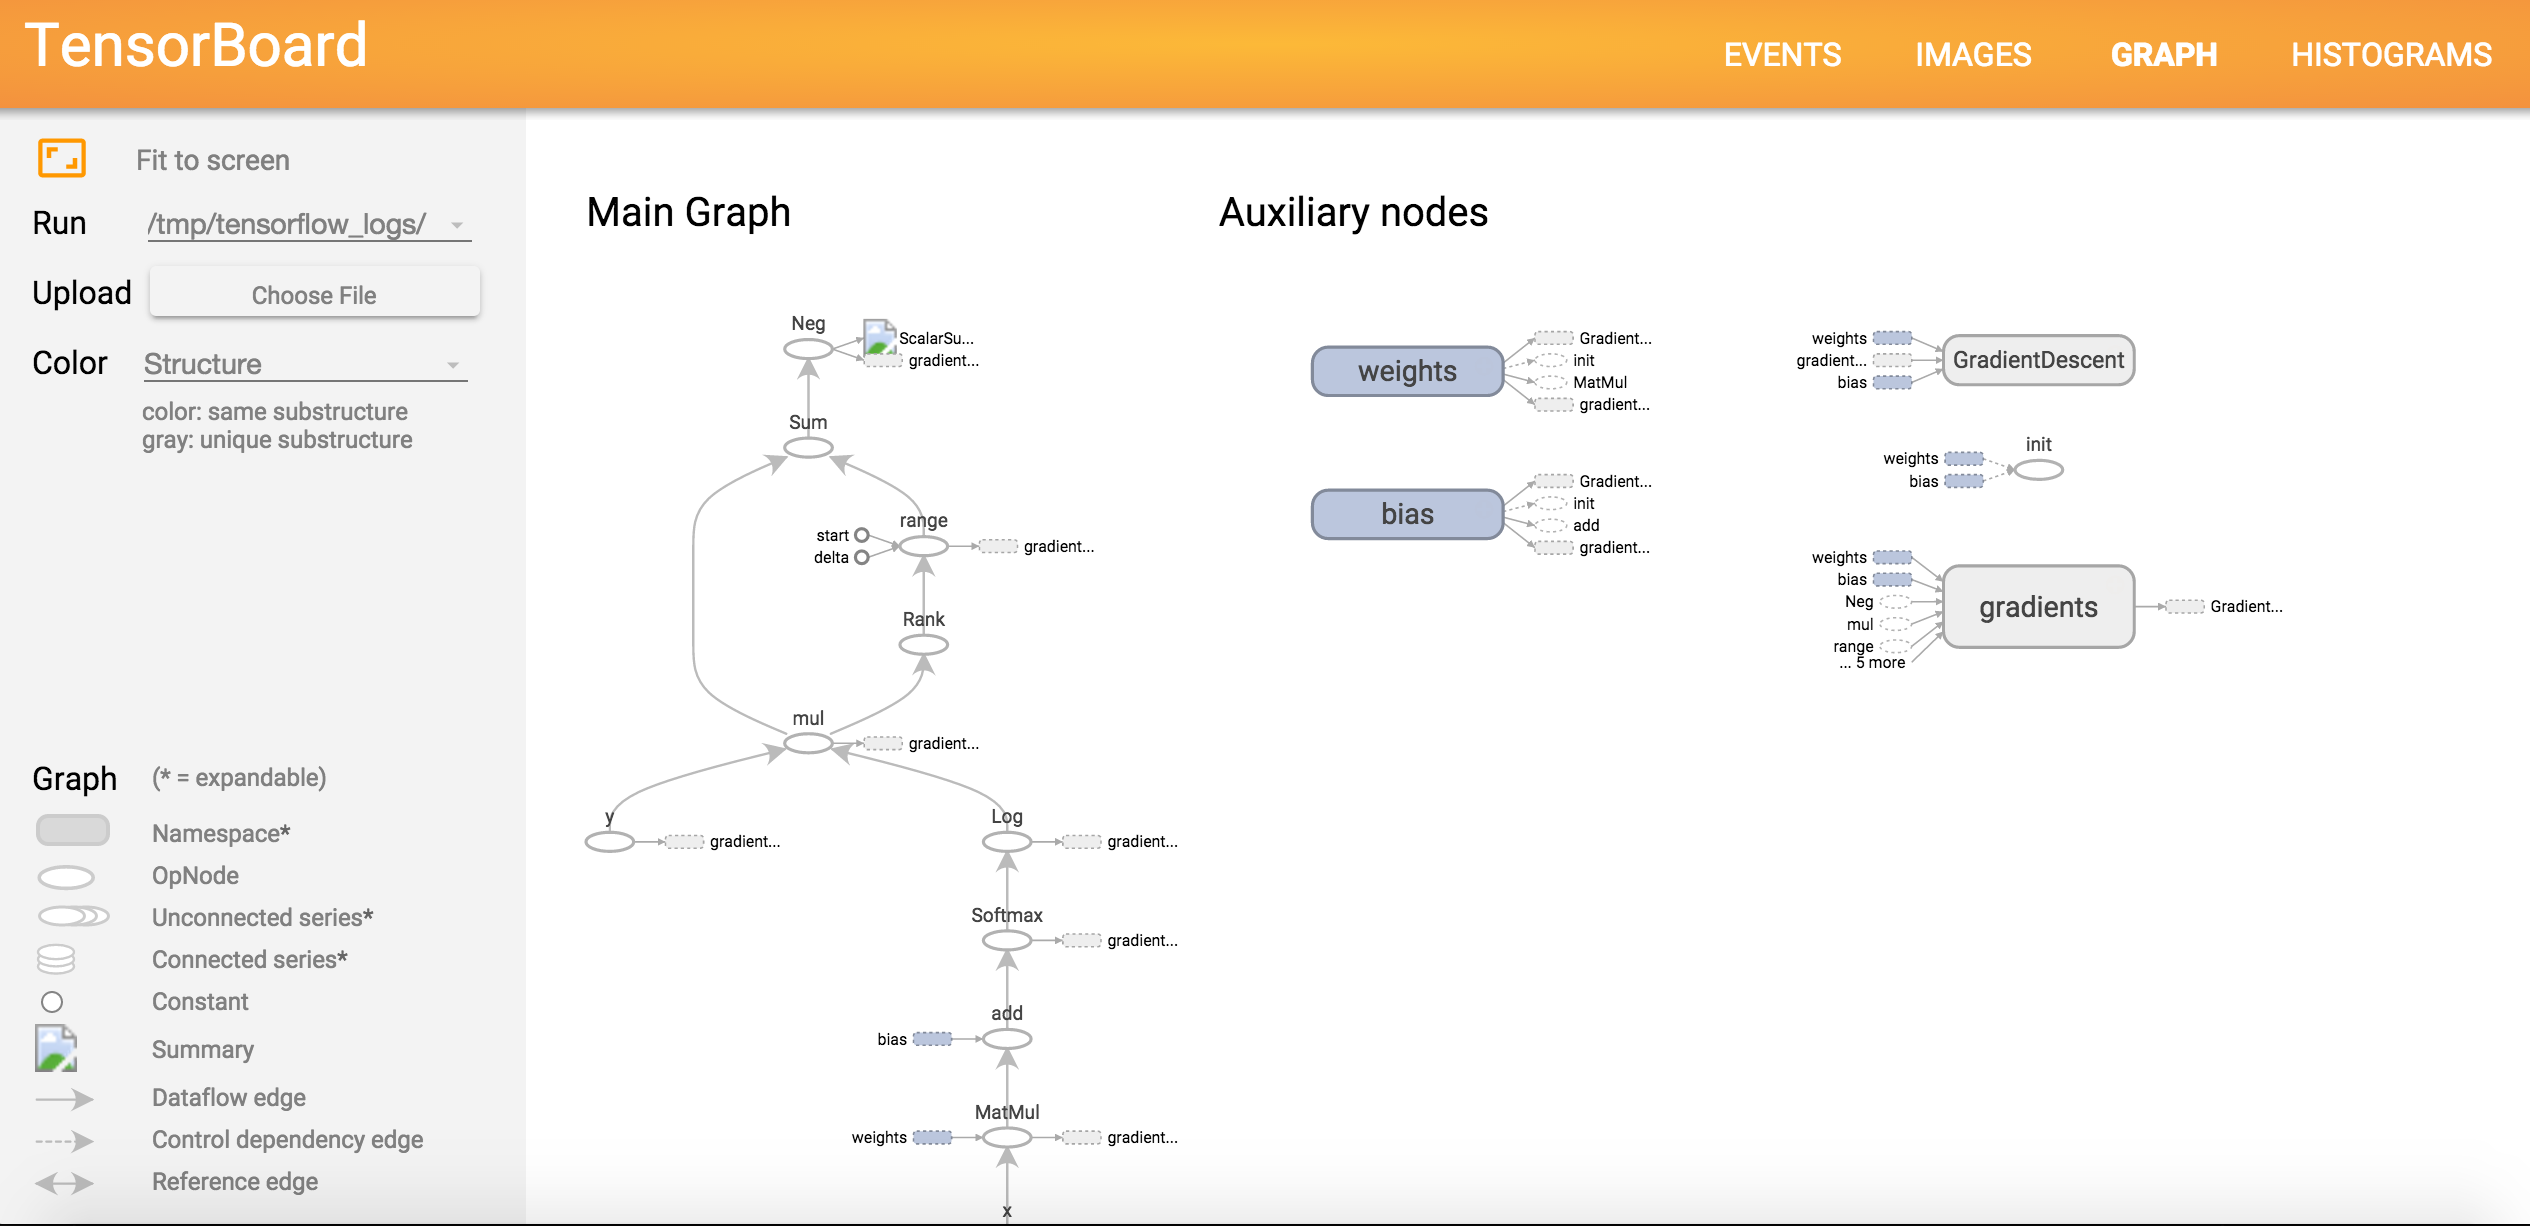 TensorBoard
EVENTS
IMAGES
GRAPH
HISTOGRAMS
Fit to screen
Run
/tmp/tensorflow_logs/
Upload
Choose File
Color
Structure
color: same substructure
gray: unique substructure
Graph
(* = expandable)
Namespace*
OpNode
Unconnected series*
Connected series*
Constant
Summary
Dataflow edge
Control dependency edge
Reference edge
Main Graph
Neg
ScalarSu...
gradient...
Sum
range
start
delta
gradient...
Rank
mul
gradient...
y
gradient...
Log
gradient...
Softmax
gradient...
add
bias
MatMul
weights
gradient...
x
Auxiliary nodes
weights
Gradient...
init
MatMul
gradient...
bias
Gradient...
init
add
gradient...
weights
gradient...
bias
GradientDescent
init
weights
bias
weights
bias
Neg
mul
range
... 5 more
gradients
Gradient...